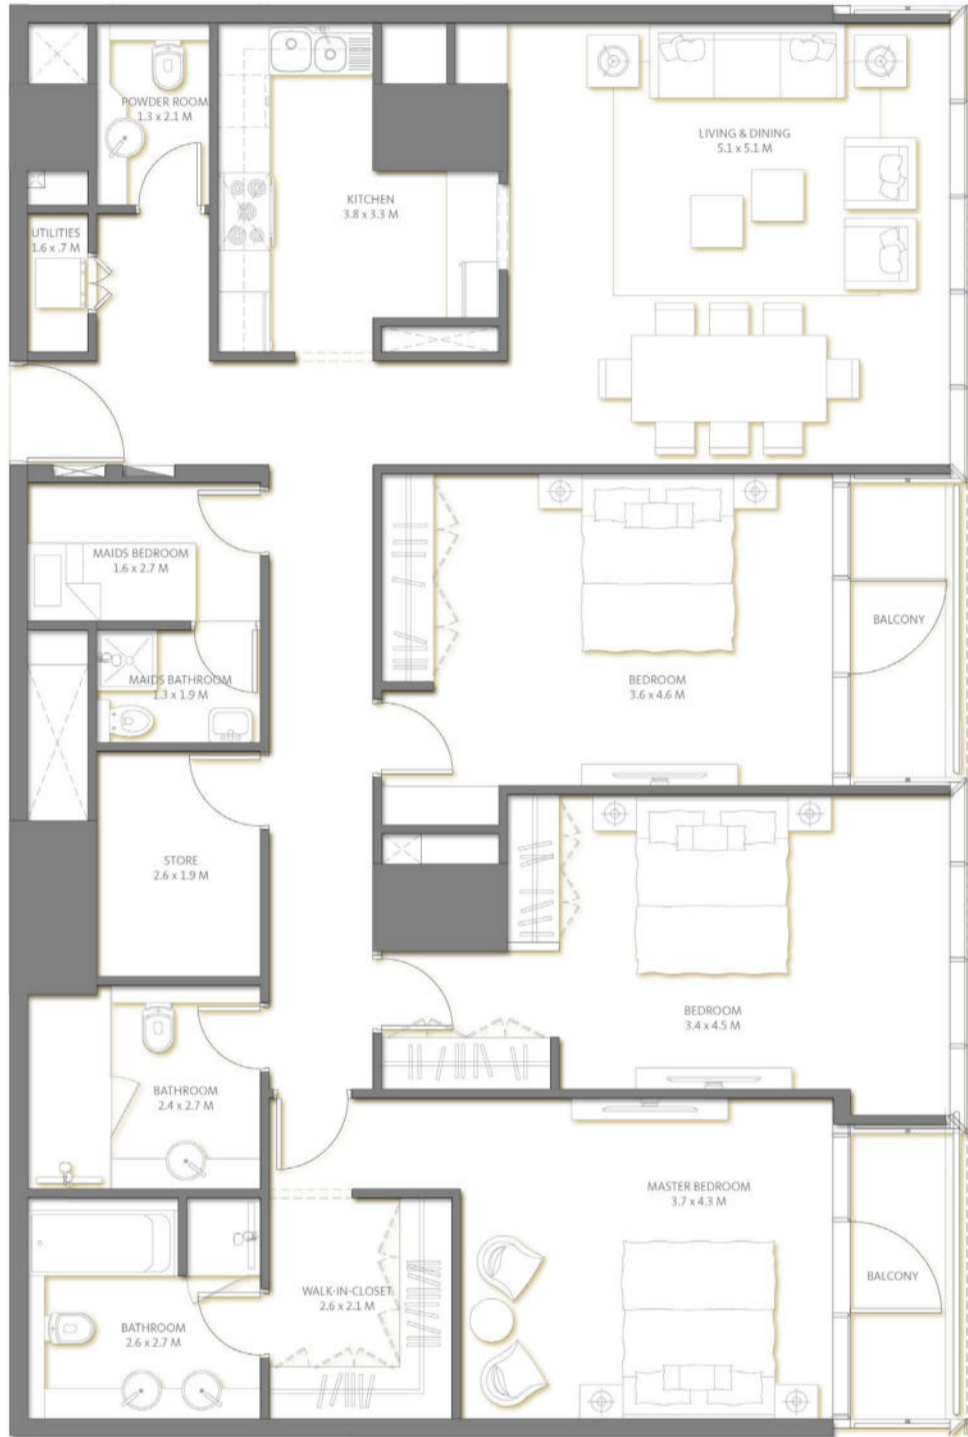 POWDER ROOM
1.3 x 2.1 M
LIVING & DINING
5.1 x 5.1 M
KITCHEN
3.8 x 3.3 M
UTILITIES
1.6 x .7 M
MAIDS BEDROOM
1.6 x 2.7 M
BALCONY
MAIDS BATHROOM
1.3 x 1.9 M
BEDROOM
3.6 x 4.6 M
STORE
2.6 x 1.9 M
BEDROOM
3.4 x 4.5 M
BATHROOM
2.4 x 2.7 M
MASTER BEDROOM
3.7 x 4.3 M
BALCONY
WALK-IN-CLOSET
2.6 x 2.1 M
BATHROOM
2.6 x 2.7 M